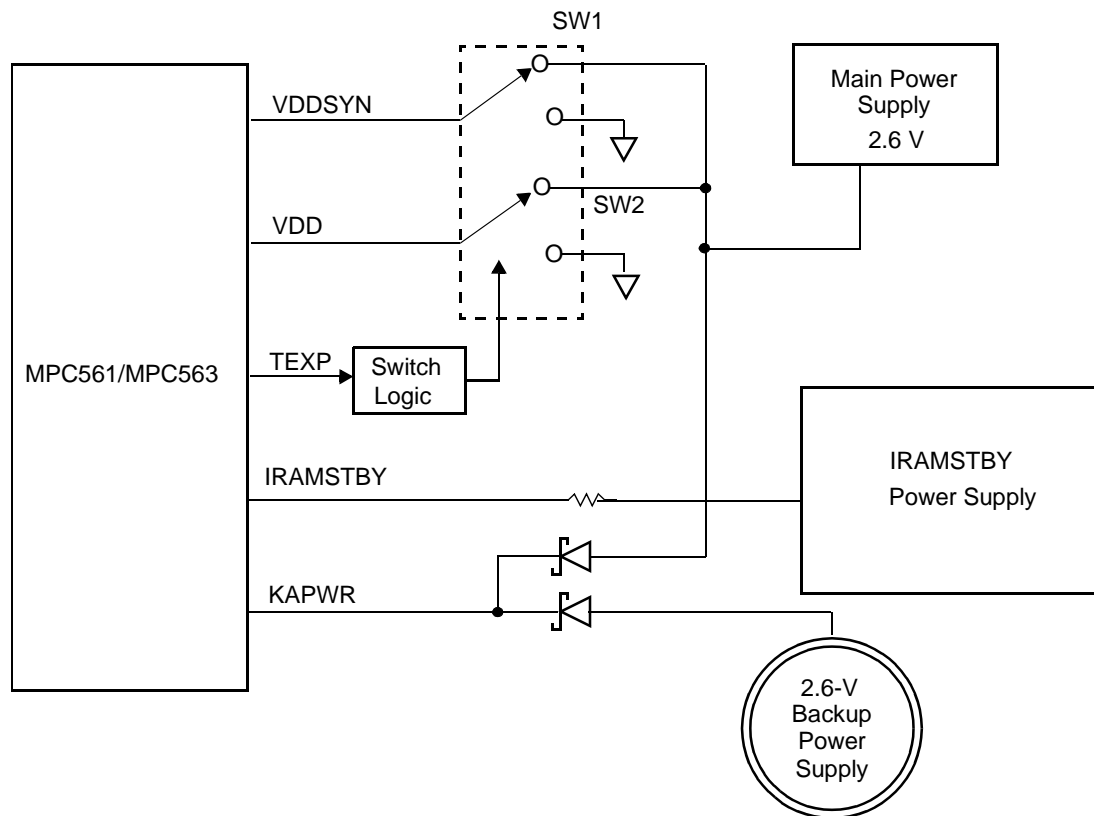 SW1
Main Power
Supply
2.6 V
VDDSYN
SW2
VDD
TEXP
Switch
Logic
MPC561/MPC563
IRAMSTBY
IRAMSTBY
Power Supply
KAPWR
2.6-V
Backup
Power
Supply